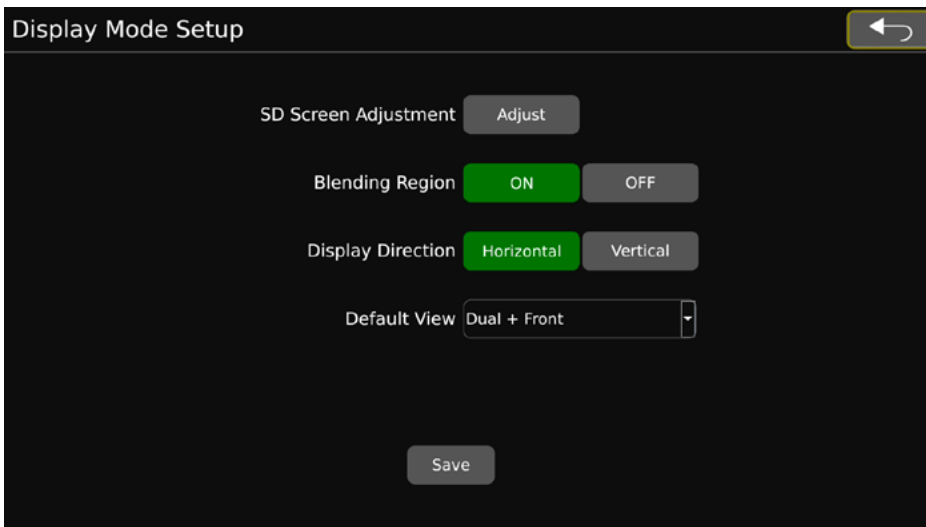 Display Mode Setup
SD Screen Adjustment Adjust
Blending Region ON OFF
Display Direction Horizontal Vertical
Default View Dual + Front
Save